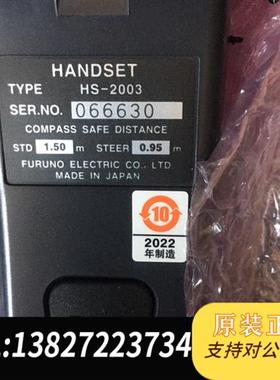 HANDSET
TYPE HS-2003
SER.NO. 066630
COMPASS SAFE DISTANCE
STD 1.50 m STEER 0.95 m
FURUNO ELECTRIC CO., LTD.
MADE IN JAPAN
10
2022
年制造
:13827223734
原装正
支持对公